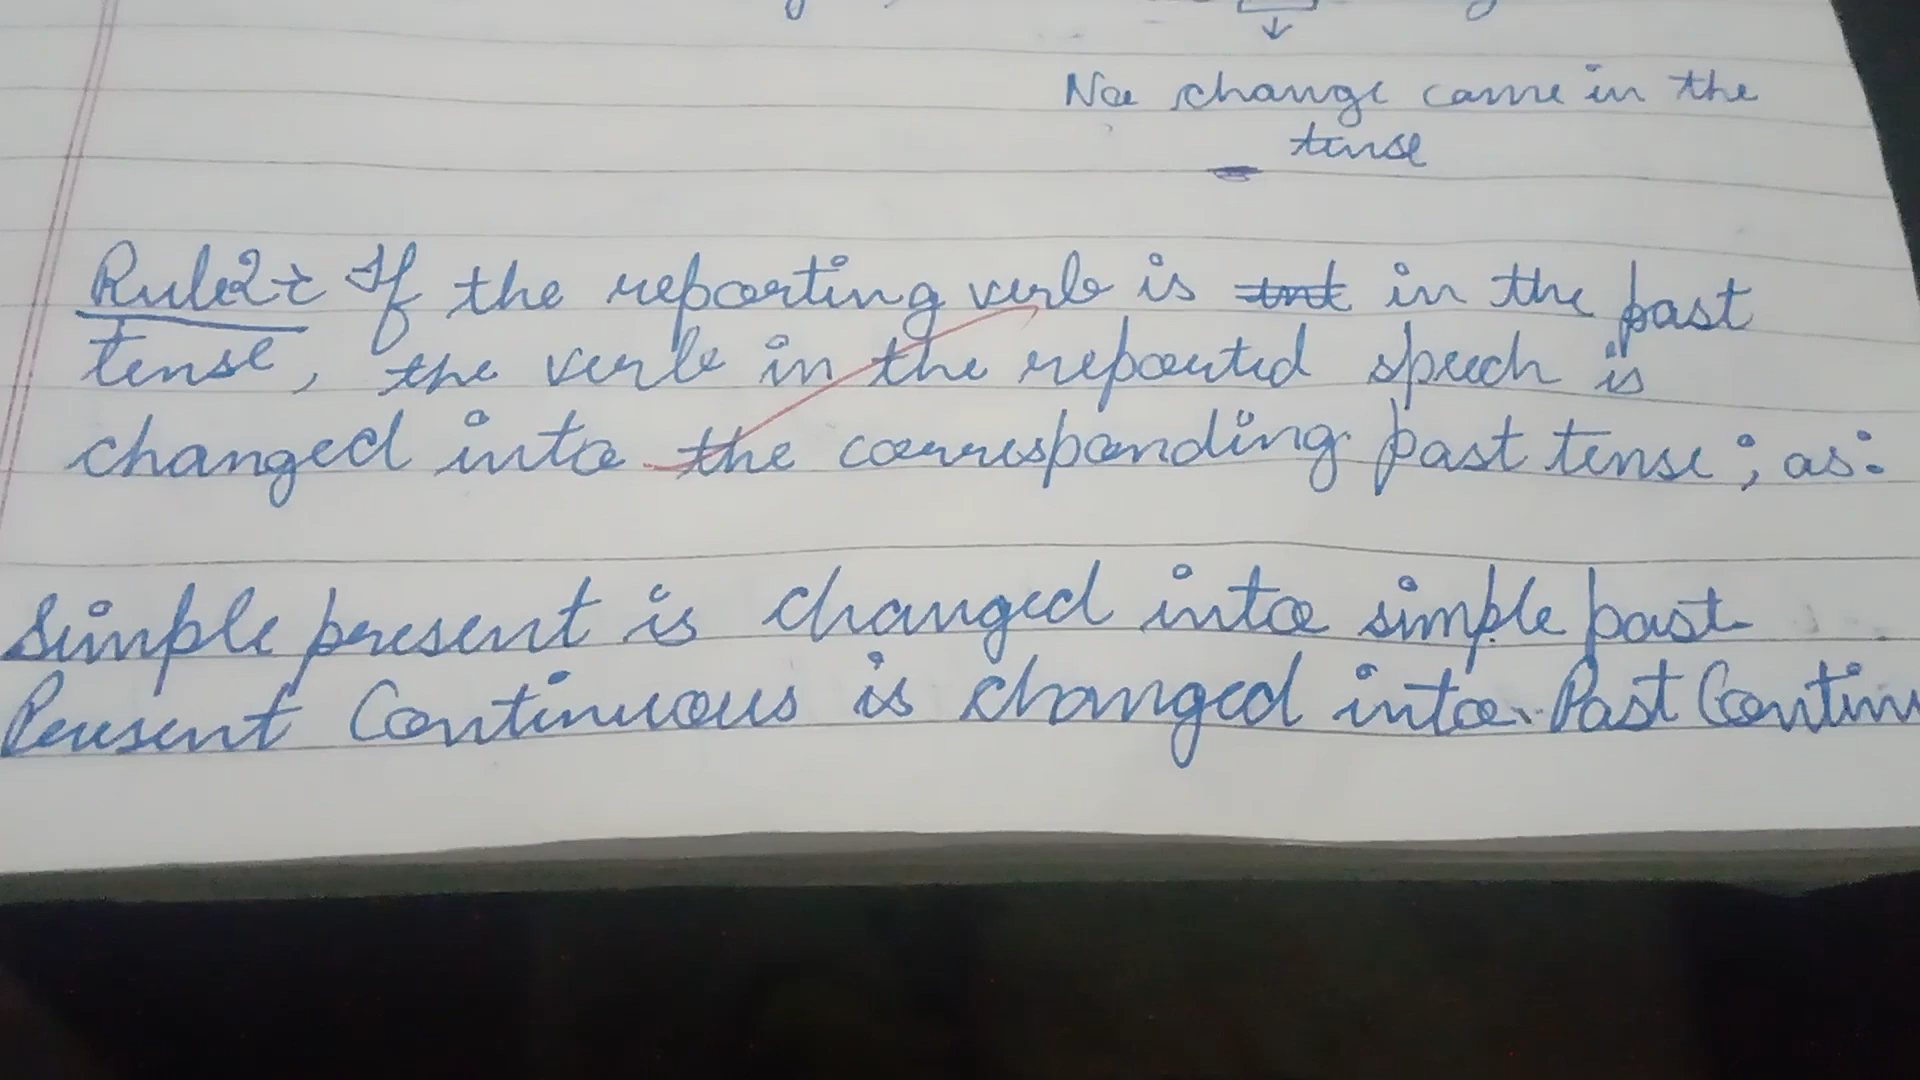 No change came in the
tense
Rule2:- If the reporting verb is in the past
tense, the verb in the reported speech is
changed into the corresponding past tense; as:
Simple present is changed into simple past
Present Continuous is changed into Past Continu